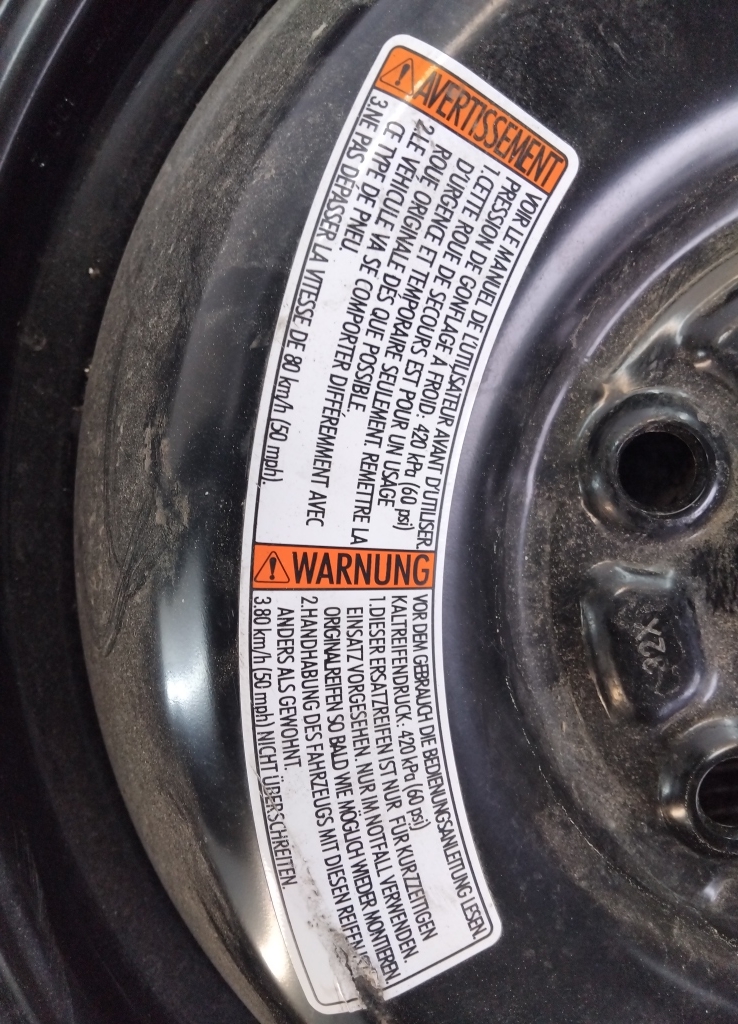 AVERTISSEMENT
VOIR LE MANUEL DE L'UTILISATEUR AVANT D'UTILISER.
PRESSION DE GONFLAGE À FROID: 420 kPa (60 psi)
1.CETTE ROUE DE SECOURS EST POUR UN USAGE
D'URGENCE ET TEMPORAIRE SEULEMENT. REMETTRE LA
ROUE ORIGINALE DÈS QUE POSSIBLE.
2.LE VÉHICULE VA SE COMPORTER DIFFÉREMMENT AVEC
CE TYPE DE PNEU.
3.NE PAS DÉPASSER LA VITESSE DE 80 km/h (50 mph).
WARNUNG
VOR DEM GEBRAUCH DIE BEDIENUNGSANLEITUNG LESEN.
KALTREIFENDRUCK: 420 kPa (60 psi)
1.DIESER ERSATZREIFEN IST NUR FÜR KURZZEITIGEN
EINSATZ VORGESEHEN. NUR IM NOTFALL VERWENDEN.
ORIGINALREIFEN SO BALD WIE MÖGLICH WIEDER MONTIEREN.
2.HANDHABUNG DES FAHRZEUGS MIT DIESEN REIFEN
ANDERS ALS GEWOHNT.
3.80 km/h (50 mph) NICHT ÜBERSCHREITEN.